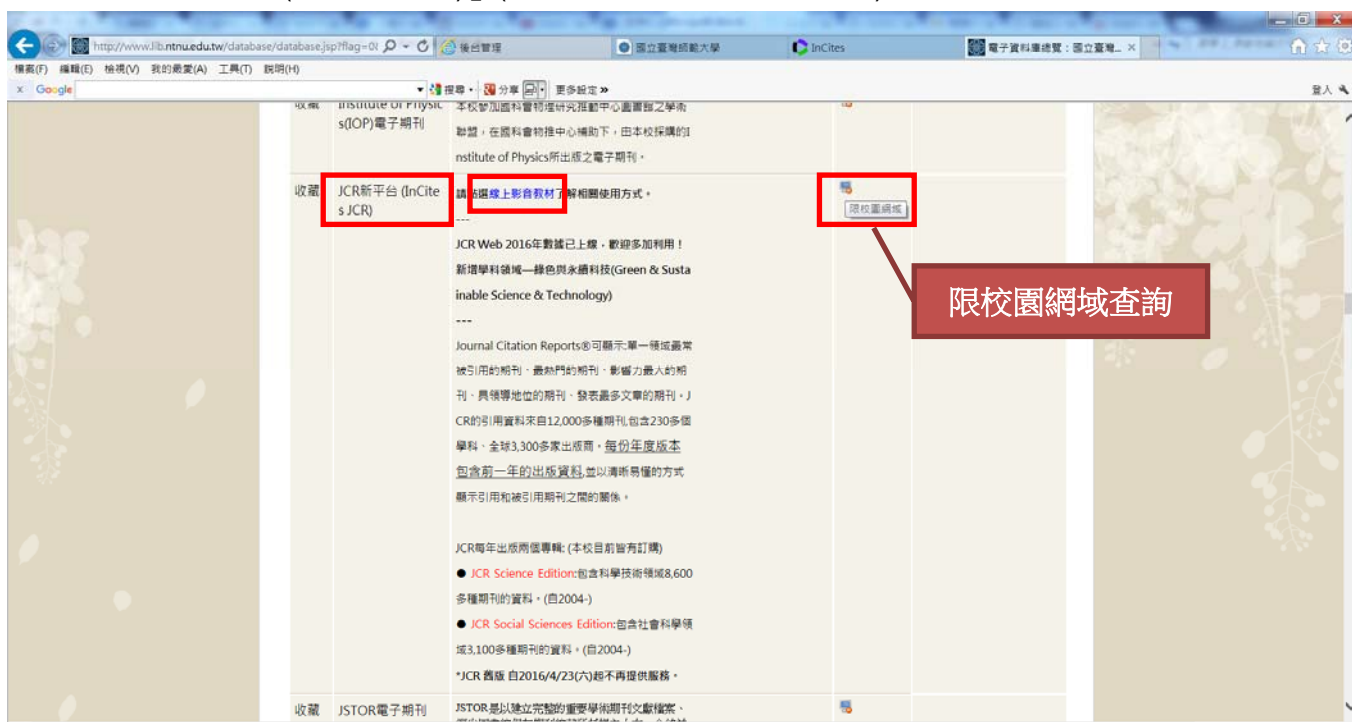 http://www.lib.ntnu.edu.tw/database/database.jsp?flag=0
後台管理
國立臺灣師範大學
InCites
電子資料庫總覽：國立臺灣...
檔案(F) 編輯(E) 檢視(V) 我的最愛(A) 工具(T) 說明(H)
x Google
搜尋
分享
更多設定 »
登入
收藏
Institute of Physic
s(IOP)電子期刊
本校參加國科會物理研究推動中心圖書館之學術
聯盟，在國科會物推中心補助下，由本校採購的I
nstitute of Physics所出版之電子期刊。
收藏
JCR新平台 (InCite
s JCR)
請點選線上影音教材了解相關使用方式。
---
JCR Web 2016年數據已上線，歡迎多加利用！
新增學科領域—綠色與永續科技(Green & Susta
inable Science & Technology)
---
Journal Citation Reports®可顯示:單一領域最常
被引用的期刊、最熱門的期刊、影響力最大的期
刊、具領導地位的期刊、發表最多文章的期刊。J
CR的引用資料來自12,000多種期刊,包含230多個
學科、全球3,300多家出版商。每份年度版本
包含前一年的出版資料,並以清晰易懂的方式
顯示引用和被引用期刊之間的關係。
JCR每年出版兩個專輯: (本校目前皆有訂購)
● JCR Science Edition:包含科學技術領域8,600
多種期刊的資料。(自2004-)
● JCR Social Sciences Edition:包含社會科學領
域3,100多種期刊的資料。(自2004-)
*JCR 舊版 自2016/4/23(六)起不再提供服務。
限校園網域
限校園網域查詢
收藏
JSTOR電子期刊
JSTOR是以建立完整的重要學術期刊文獻檔案、